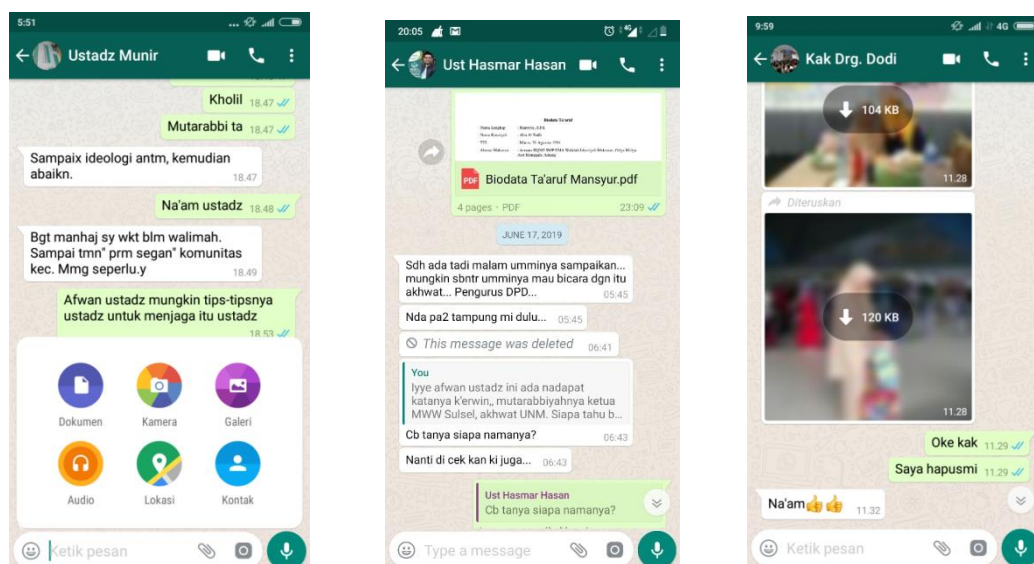 5:51
Ustadz Munir
Kholil 18.47
Mutarabbi ta 18.47
Sampaix ideologi antm, kemudian
abaikn. 18.47
Na'am ustadz 18.48
Bgt manhaj sy wkt blm walimah.
Sampai tmn" prm segan" komunitas
kec. Mmg seperlu.y 18.49
Afwan ustadz mungkin tips-tipsnya
ustadz untuk menjaga itu ustadz
18.53
Dokumen Kamera Galeri
Audio Lokasi Kontak
Ketik pesan
20:05
Ust Hasmar Hasan
Biodata Ta'aruf
PDF Biodata Ta'aruf Mansyur.pdf
4 pages · PDF 23:09
JUNE 17, 2019
Sdh ada tadi malam umminya sampaikan...
mungkin sbntr umminya mau bicara dgn itu
akhwat... Pengurus DPD... 05:45
Nda pa2 tampung mi dulu... 05:45
This message was deleted 06:41
You
Iyye afwan ustadz ini ada nadapat
katanya k'erwin,, mutarabbiyahnya ketua
MWW Sulsel, akhwat UNM. Siapa tahu b...
Cb tanya siapa namanya? 06:43
Nanti di cek kan ki juga... 06:43
Ust Hasmar Hasan
Cb tanya siapa namanya?
Type a message
9:59 4G
Kak Drg. Dodi
104 KB
11.28
Diteruskan
120 KB
11.28
Oke kak 11.29
Saya hapusmi 11.29
Na'am👍👍 11.32
Ketik pesan